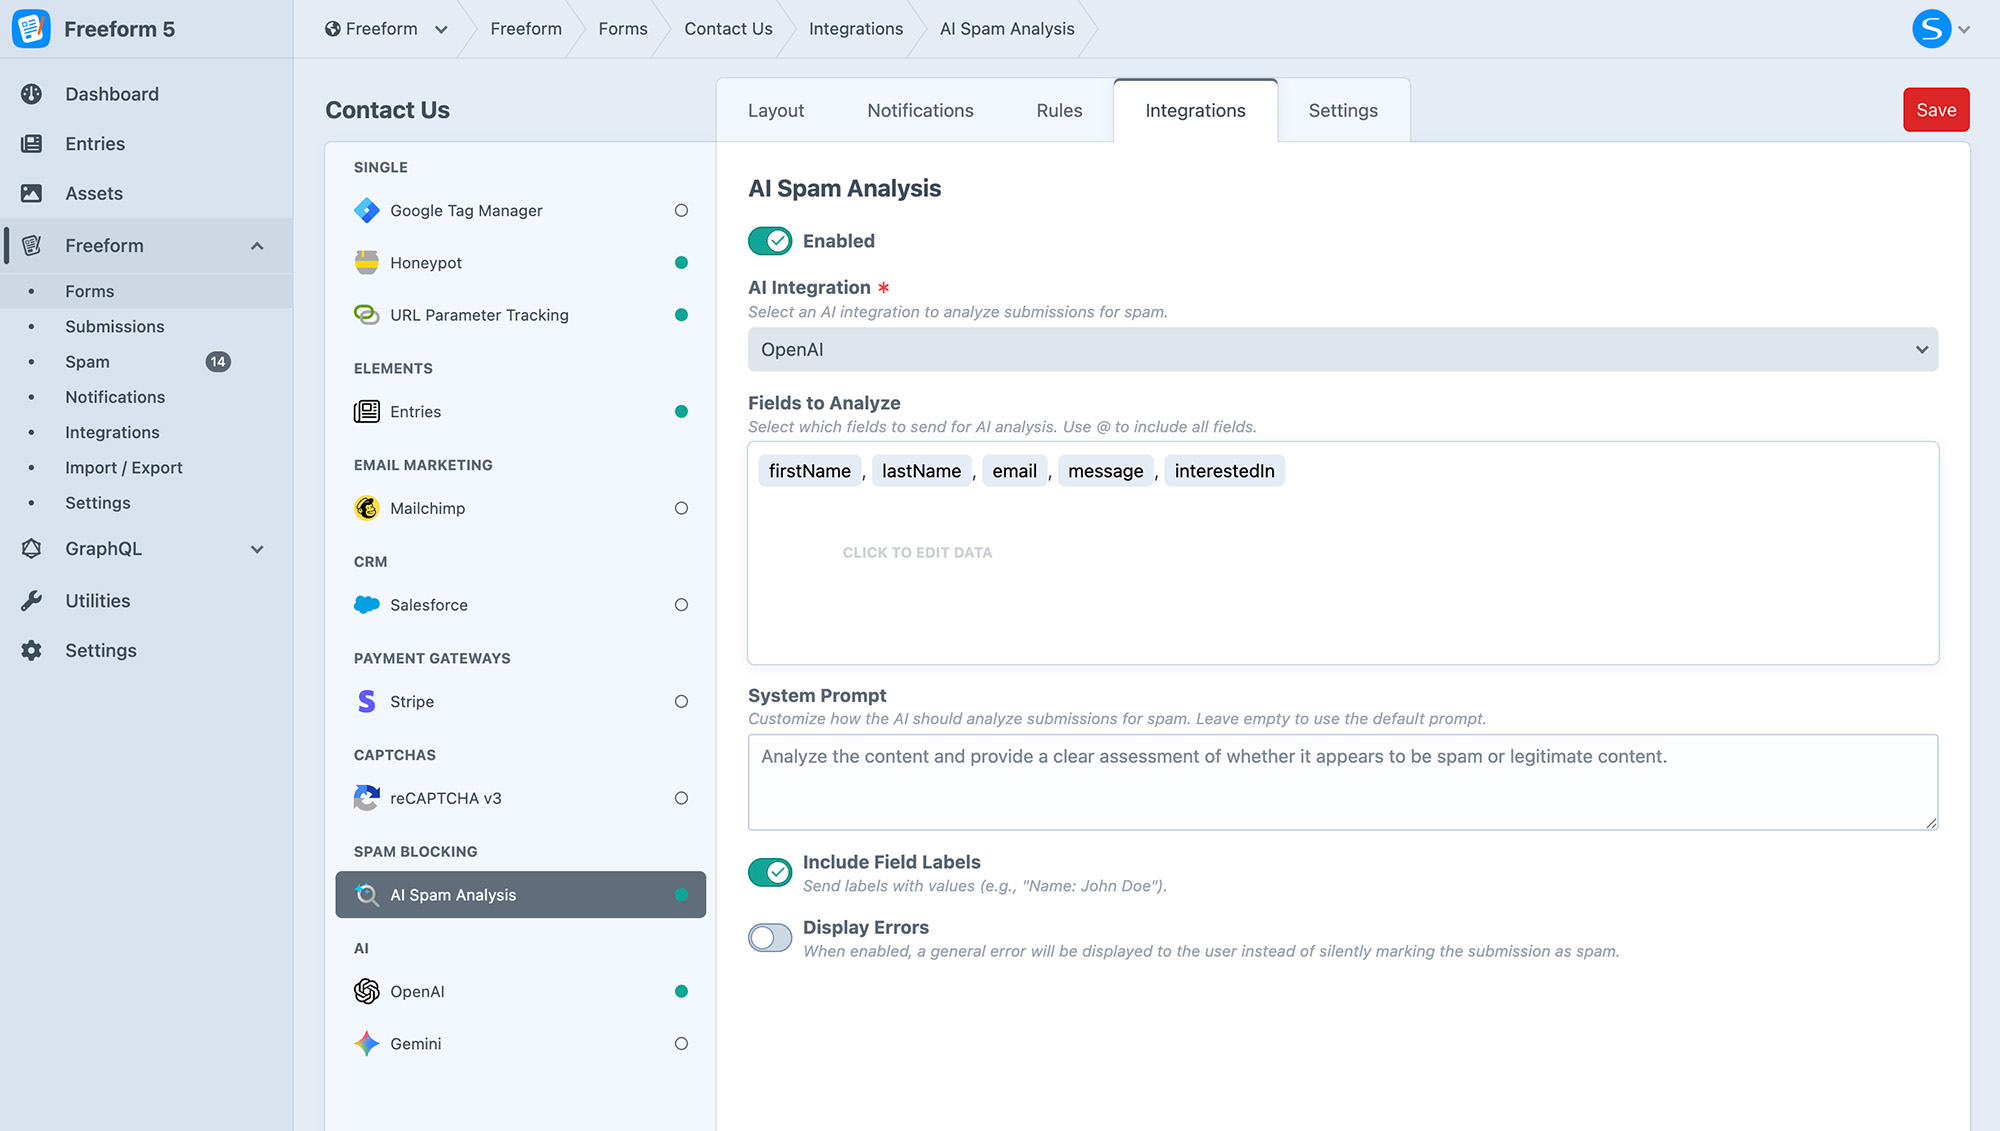 Freeform 5
Freeform
Freeform
Forms
Contact Us
Integrations
AI Spam Analysis
S
Dashboard
Entries
Assets
Freeform
Forms
Submissions
Spam
14
Notifications
Integrations
Import / Export
Settings
GraphQL
Utilities
Settings
Contact Us
Layout
Notifications
Rules
Integrations
Settings
Save
SINGLE
Google Tag Manager
Honeypot
URL Parameter Tracking
ELEMENTS
Entries
EMAIL MARKETING
Mailchimp
CRM
Salesforce
PAYMENT GATEWAYS
Stripe
CAPTCHAS
reCAPTCHA v3
SPAM BLOCKING
AI Spam Analysis
AI
OpenAI
Gemini
AI Spam Analysis
Enabled
AI Integration *
Select an AI integration to analyze submissions for spam.
OpenAI
Fields to Analyze
Select which fields to send for AI analysis. Use @ to include all fields.
firstName , lastName , email , message , interestedIn
CLICK TO EDIT DATA
System Prompt
Customize how the AI should analyze submissions for spam. Leave empty to use the default prompt.
Analyze the content and provide a clear assessment of whether it appears to be spam or legitimate content.
Include Field Labels
Send labels with values (e.g., "Name: John Doe").
Display Errors
When enabled, a general error will be displayed to the user instead of silently marking the submission as spam.